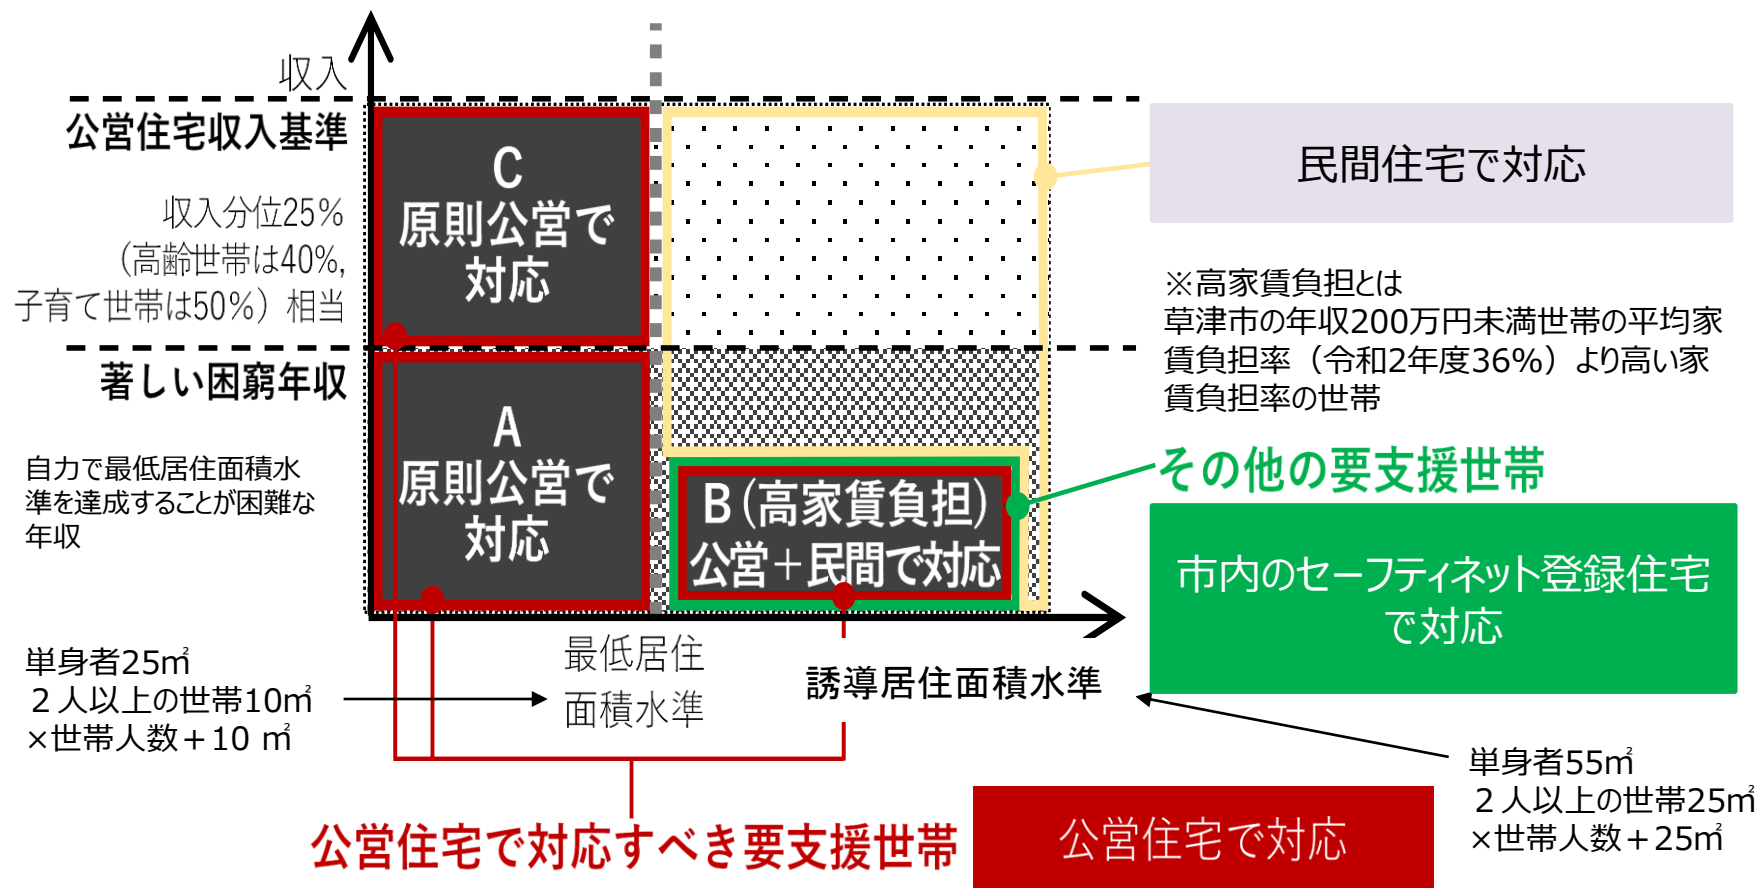 収入
公営住宅収入基準
収入分位25%
(高齢世帯は40%,
子育て世帯は50%)相当
著しい困窮年収
自力で最低居住面積水
準を達成することが困難な
年収
C
原則公営で
対応
A
原則公営で
対応
B(高家賃負担)
公営+民間で対応
民間住宅で対応
※高家賃負担とは
草津市の年収200万円未満世帯の平均家
賃負担率(令和2年度36%)より高い家
賃負担率の世帯
その他の要支援世帯
市内のセーフティネット登録住宅
で対応
単身者25㎡
2人以上の世帯10㎡
×世帯人数+10 ㎡
最低居住
面積水準
誘導居住面積水準
単身者55㎡
2人以上の世帯25㎡
×世帯人数+25㎡
公営住宅で対応すべき要支援世帯
公営住宅で対応